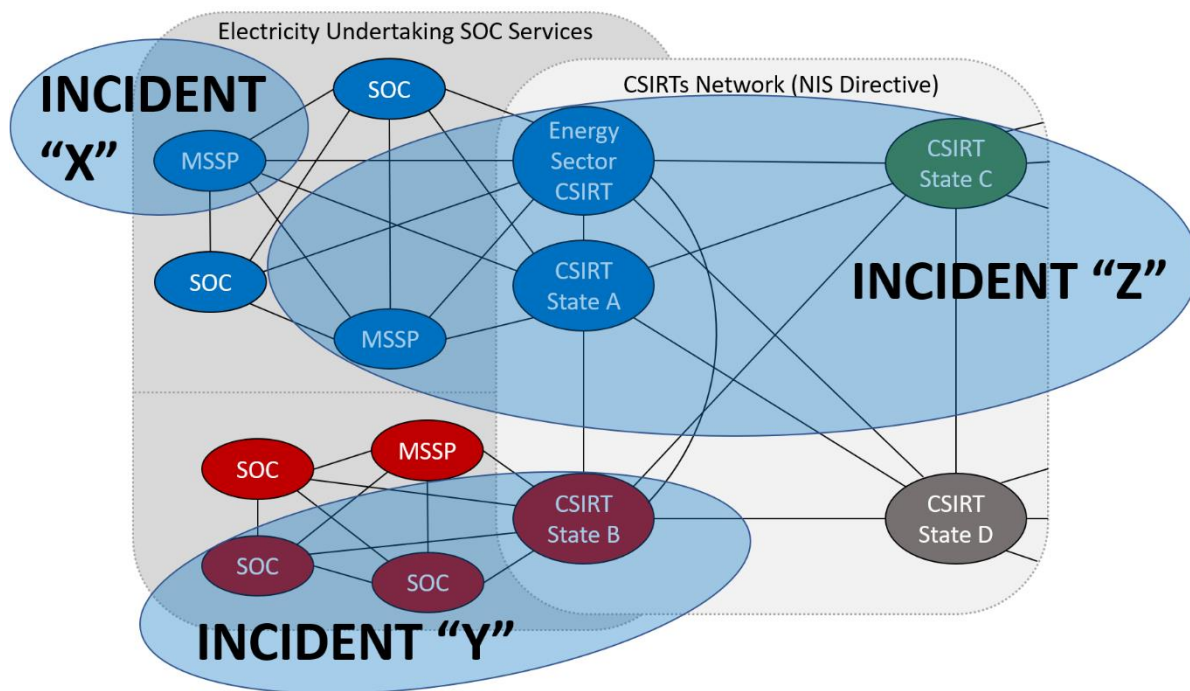 Electricity Undertaking SOC Services
INCIDENT
“X”
SOC
CSIRTs Network (NIS Directive)
MSSP
Energy
Sector
CSIRT
CSIRT
State C
SOC
CSIRT
State A
INCIDENT “Z”
MSSP
SOC
MSSP
CSIRT
State B
CSIRT
State D
SOC
SOC
INCIDENT “Y”